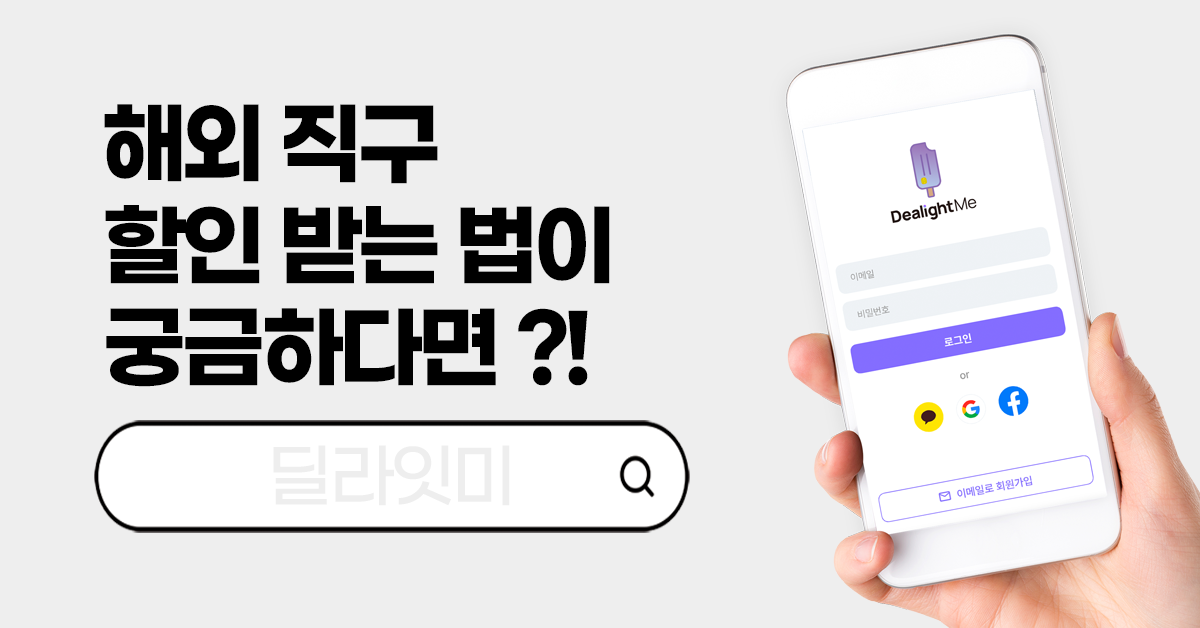 해외 직구
할인 받는 법이
궁금하다면 ?!
딜라잇미
DealightMe
이메일
비밀번호
로그인
or
이메일로 회원가입